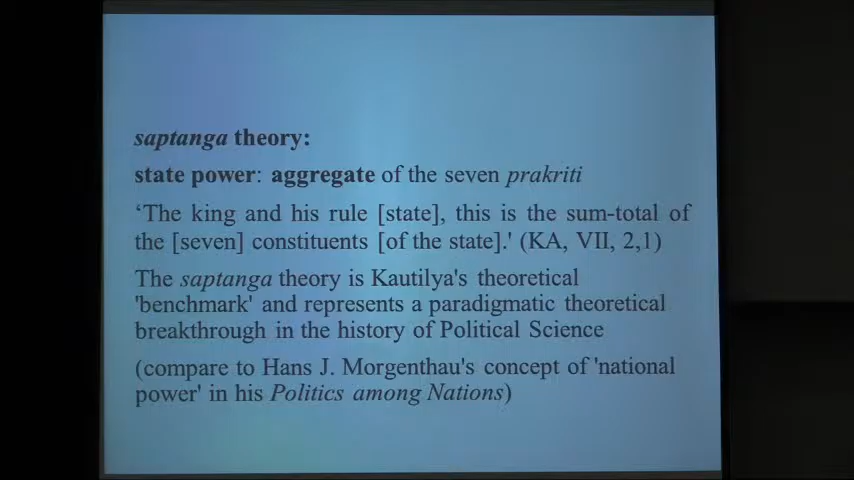 saptanga theory:
state power: aggregate of the seven prakriti
‘The king and his rule [state], this is the sum-total of
the [seven] constituents [of the state].' (KA, VII, 2,1)
The saptanga theory is Kautilya's theoretical
'benchmark' and represents a paradigmatic theoretical
breakthrough in the history of Political Science
(compare to Hans J. Morgenthau's concept of 'national
power' in his Politics among Nations)